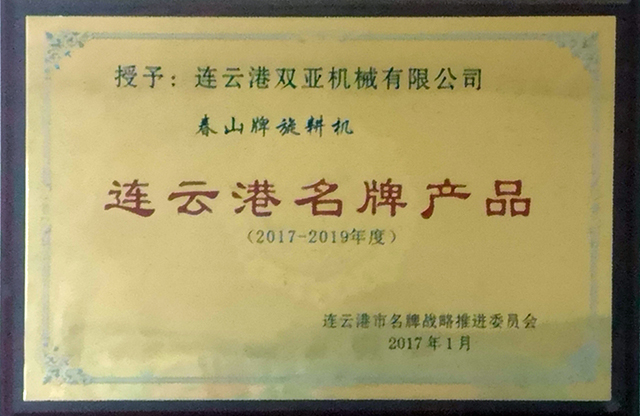 授予：连云港双亚机械有限公司
春山牌旋耕机
连云港名牌产品
（2017-2019年度）
连云港市名牌战略推进委员会
2017年1月